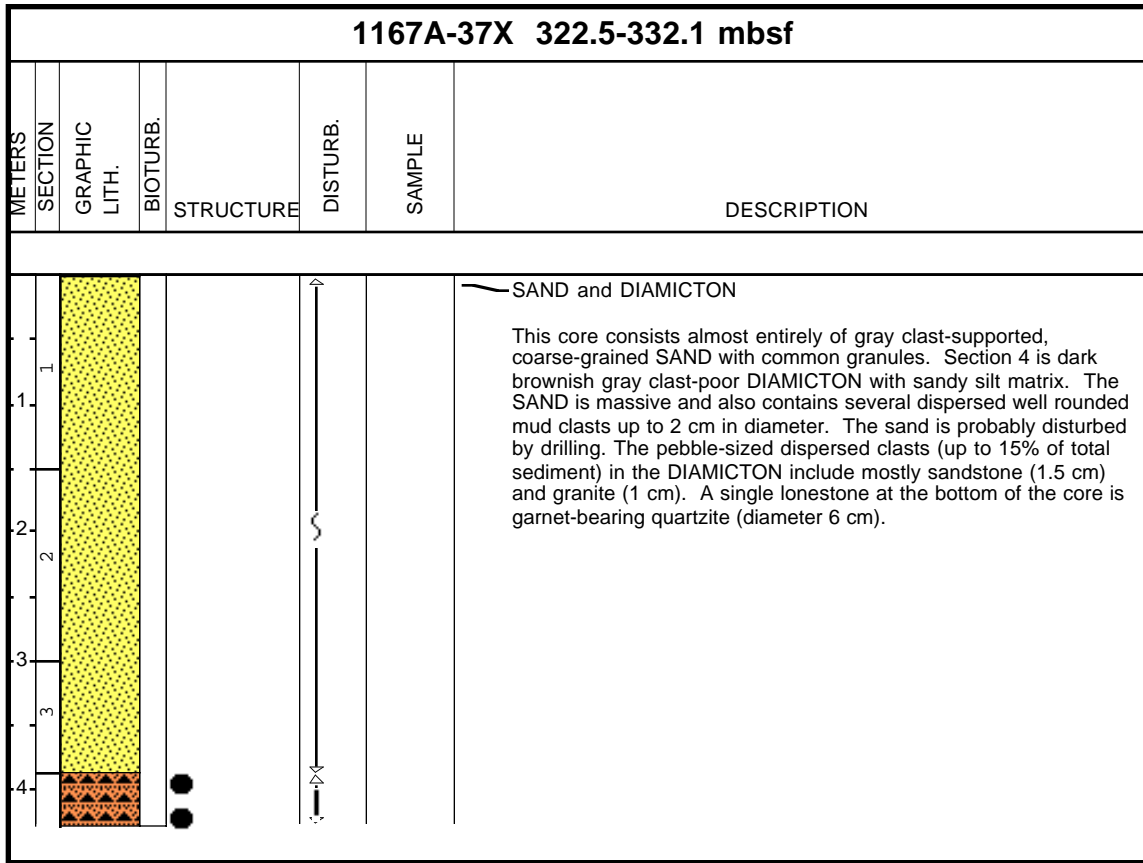 1167A-37X 322.5-332.1 mbsf
METERS
SECTION
GRAPHIC
LITH.
BIOTURB.
STRUCTURE
DISTURB.
SAMPLE
DESCRIPTION
1
1
2
2
3
3
4
SAND and DIAMICTON
This core consists almost entirely of gray clast-supported,
coarse-grained SAND with common granules. Section 4 is dark
brownish gray clast-poor DIAMICTON with sandy silt matrix. The
SAND is massive and also contains several dispersed well rounded
mud clasts up to 2 cm in diameter. The sand is probably disturbed
by drilling. The pebble-sized dispersed clasts (up to 15% of total
sediment) in the DIAMICTON include mostly sandstone (1.5 cm)
and granite (1 cm). A single lonestone at the bottom of the core is
garnet-bearing quartzite (diameter 6 cm).